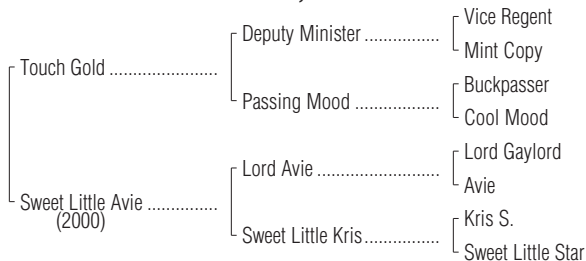 Vice Regent
Deputy Minister ................
Mint Copy
Touch Gold ......................
Buckpasser
Passing Mood ..................
Cool Mood
Lord Gaylord
Lord Avie ..........................
Avie
Sweet Little Avie ..............
(2000)
Kris S.
Sweet Little Kris................
Sweet Little Star